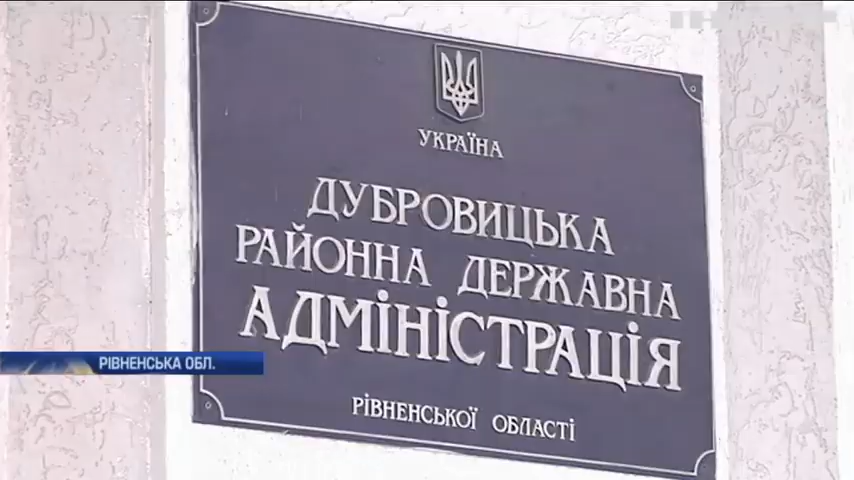 УКРАЇНА
ДУБРОВИЦЬКА
РАЙОННА ДЕРЖАВНА
АДМІНІСТРАЦІЯ
РІВНЕНСЬКОЇ ОБЛАСТІ
РІВНЕНСЬКА ОБЛ.